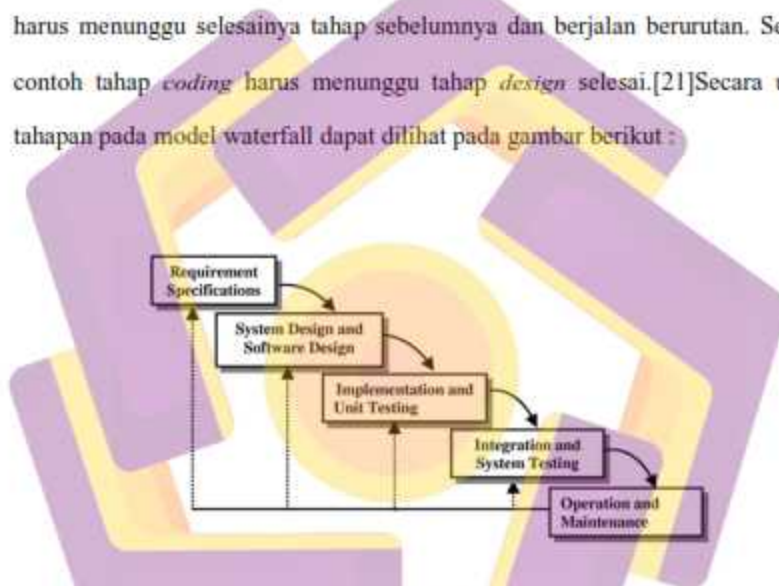 harus menunggu selesainya tahap sebelumnya dan berjalan berurutan. Se
contoh tahap coding harus menunggu tahap design selesai.[21]Secara u
tahapan pada model waterfall dapat dilihat pada gambar berikut :
Requirement
Specifications
System Design and
Software Design
Implementation and
Unit Testing
Integration and
System Testing
Operation and
Maintenance